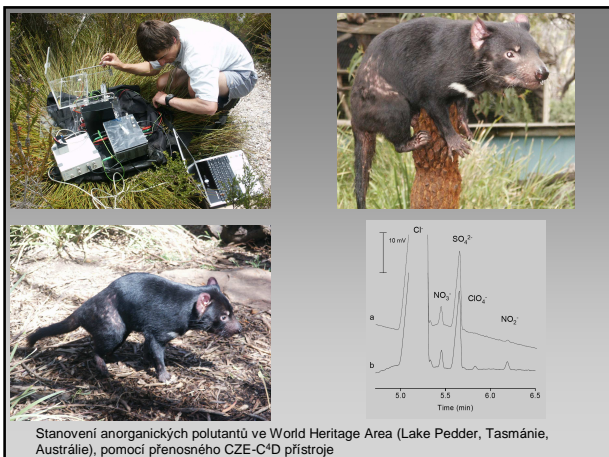 Cl⁻
SO₄²⁻
10 mV
NO₃⁻
ClO₄⁻
NO₂⁻
a
b
5.0 5.5 6.0 6.5
Time (min)
Stanovení anorganických polutantů ve World Heritage Area (Lake Pedder, Tasmánie,
Austrálie), pomocí přenosného CZE-C⁴D přístroje